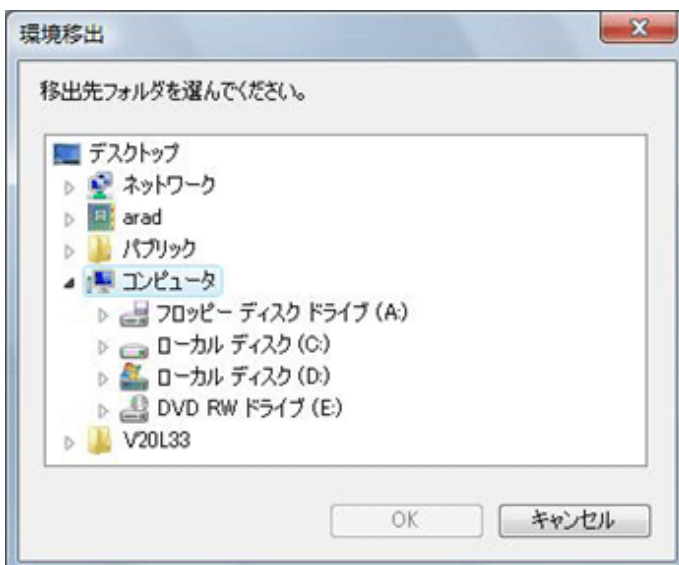 環境移出
移出先フォルダを選んでください。
デスクトップ
ネットワーク
arad
パブリック
コンピュータ
フロッピー ディスク ドライブ (A:)
ローカル ディスク (C:)
ローカル ディスク (D:)
DVD RW ドライブ (E:)
V20L33
OK
キャンセル